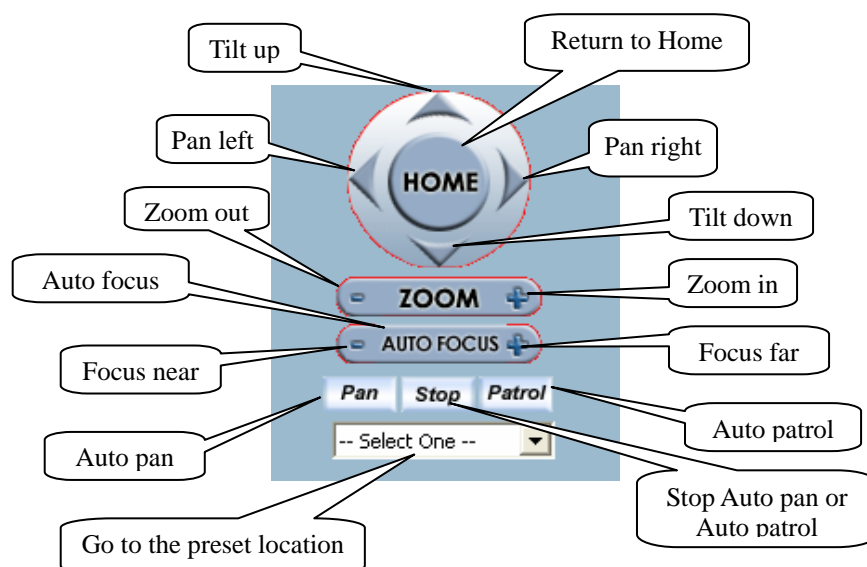 Tilt up
Return to Home
Pan left
Pan right
HOME
Zoom out
Tilt down
Auto focus
ZOOM
Zoom in
AUTO FOCUS
Focus near
Focus far
Pan
Stop
Patrol
Auto pan
-- Select One --
Auto patrol
Stop Auto pan or
Auto patrol
Go to the preset location